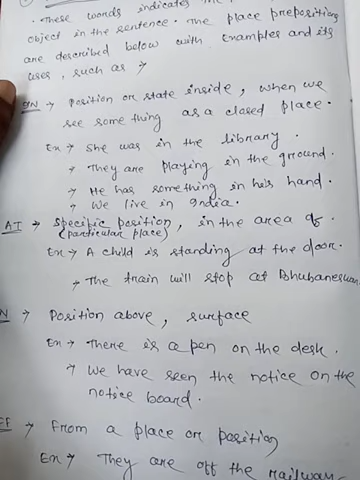 . These words indicates the
object in the sentence. The place prepositions
are described below with examples and its
uses, such as →
IN → Position or state inside, when we
see something as a closed place.
Ex → She was in the library.
→ They are playing in the ground.
→ He has something in his hand.
→ We live in India.
AT → Specific position, in the area of.
(particular place)
Ex → A child is standing at the door.
→ The train will stop at Bhubaneswar.
N → Position above, surface
Ex → There is a pen on the desk.
→ We have seen the notice on the
notice board.
FF → From a place or position
Ex → They are off the railway